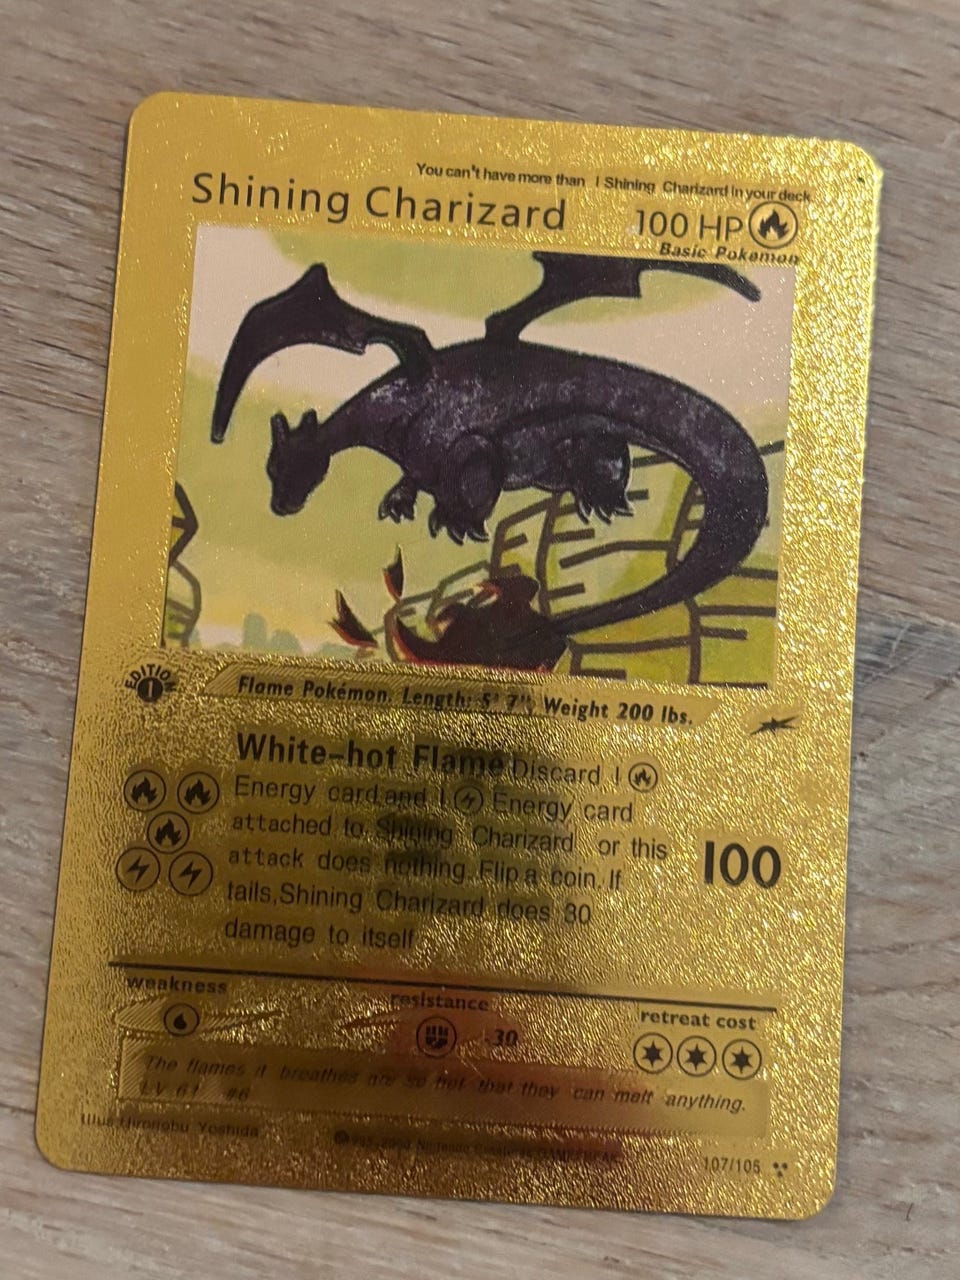 You can't have more than 1 Shining Charizard in your deck.
Shining Charizard 100 HP
Basic Pokemon
EDITION
1
Flame Pokémon. Length: 5' 7", Weight 200 lbs.
White-hot Flame Discard 1
Energy card and 1 Energy card
attached to Shining Charizard or this
attack does nothing. Flip a coin. If
tails, Shining Charizard does 30
damage to itself
100
weakness
resistance
-30
retreat cost
The flames it breathes are so hot that they can melt anything.
LV. 61 #6
Illus. Hironobu Yoshida
Nintendo
GAMEFREAK
107/105